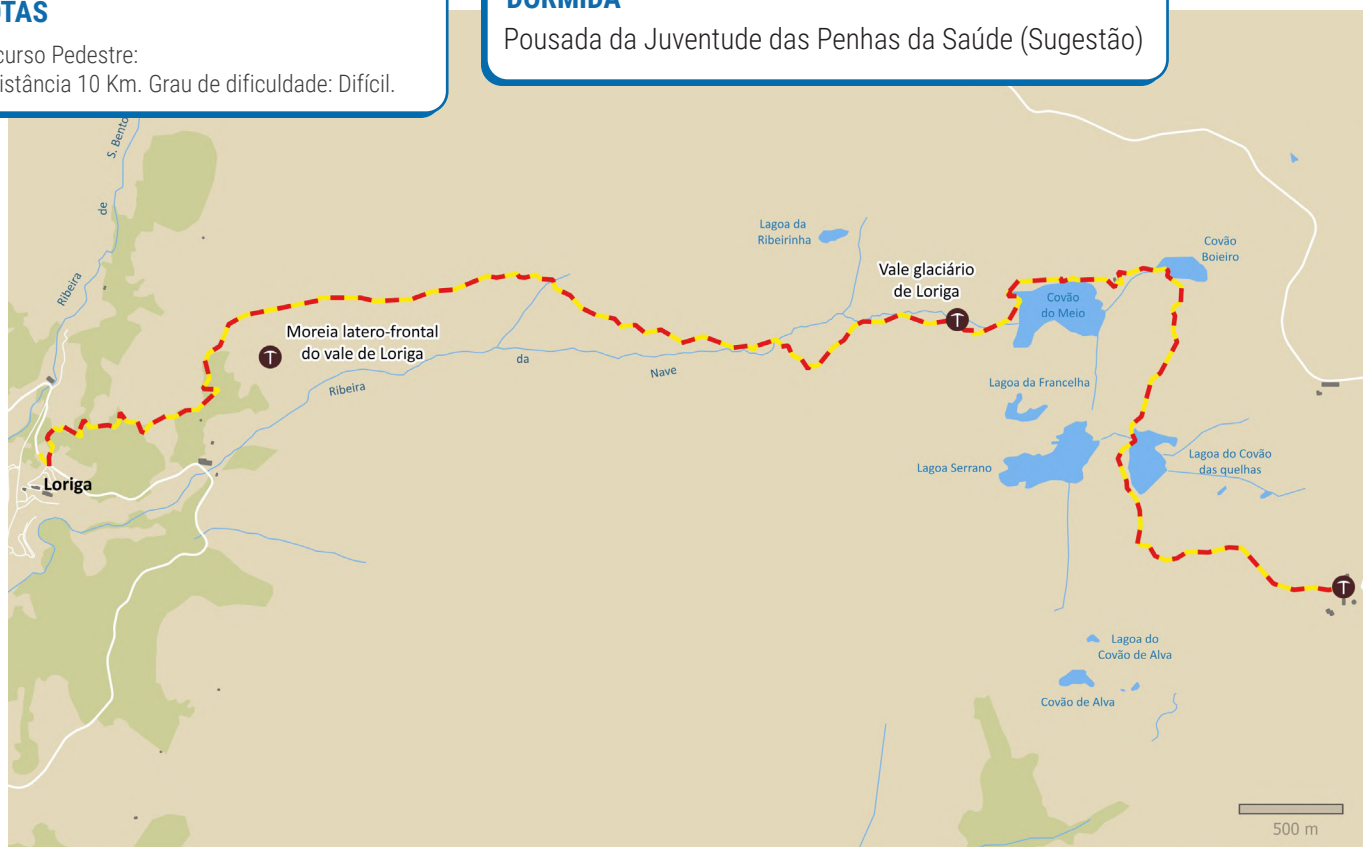 OTAS
curso Pedestre:
istância 10 Km. Grau de dificuldade: Difícil.
DORMIDA
Pousada da Juventude das Penhas da Saúde (Sugestão)
Ribeira de S. Bento
Lagoa da
Ribeirinha
Covão
Boieiro
Vale glaciário
de Loriga
Covão
do Meio
Moreia latero-frontal
do vale de Loriga
Ribeira da Nave
Lagoa da Francelha
Lagoa Serrano
Lagoa do Covão
das quelhas
Loriga
Lagoa do
Covão de Alva
Covão de Alva
500 m